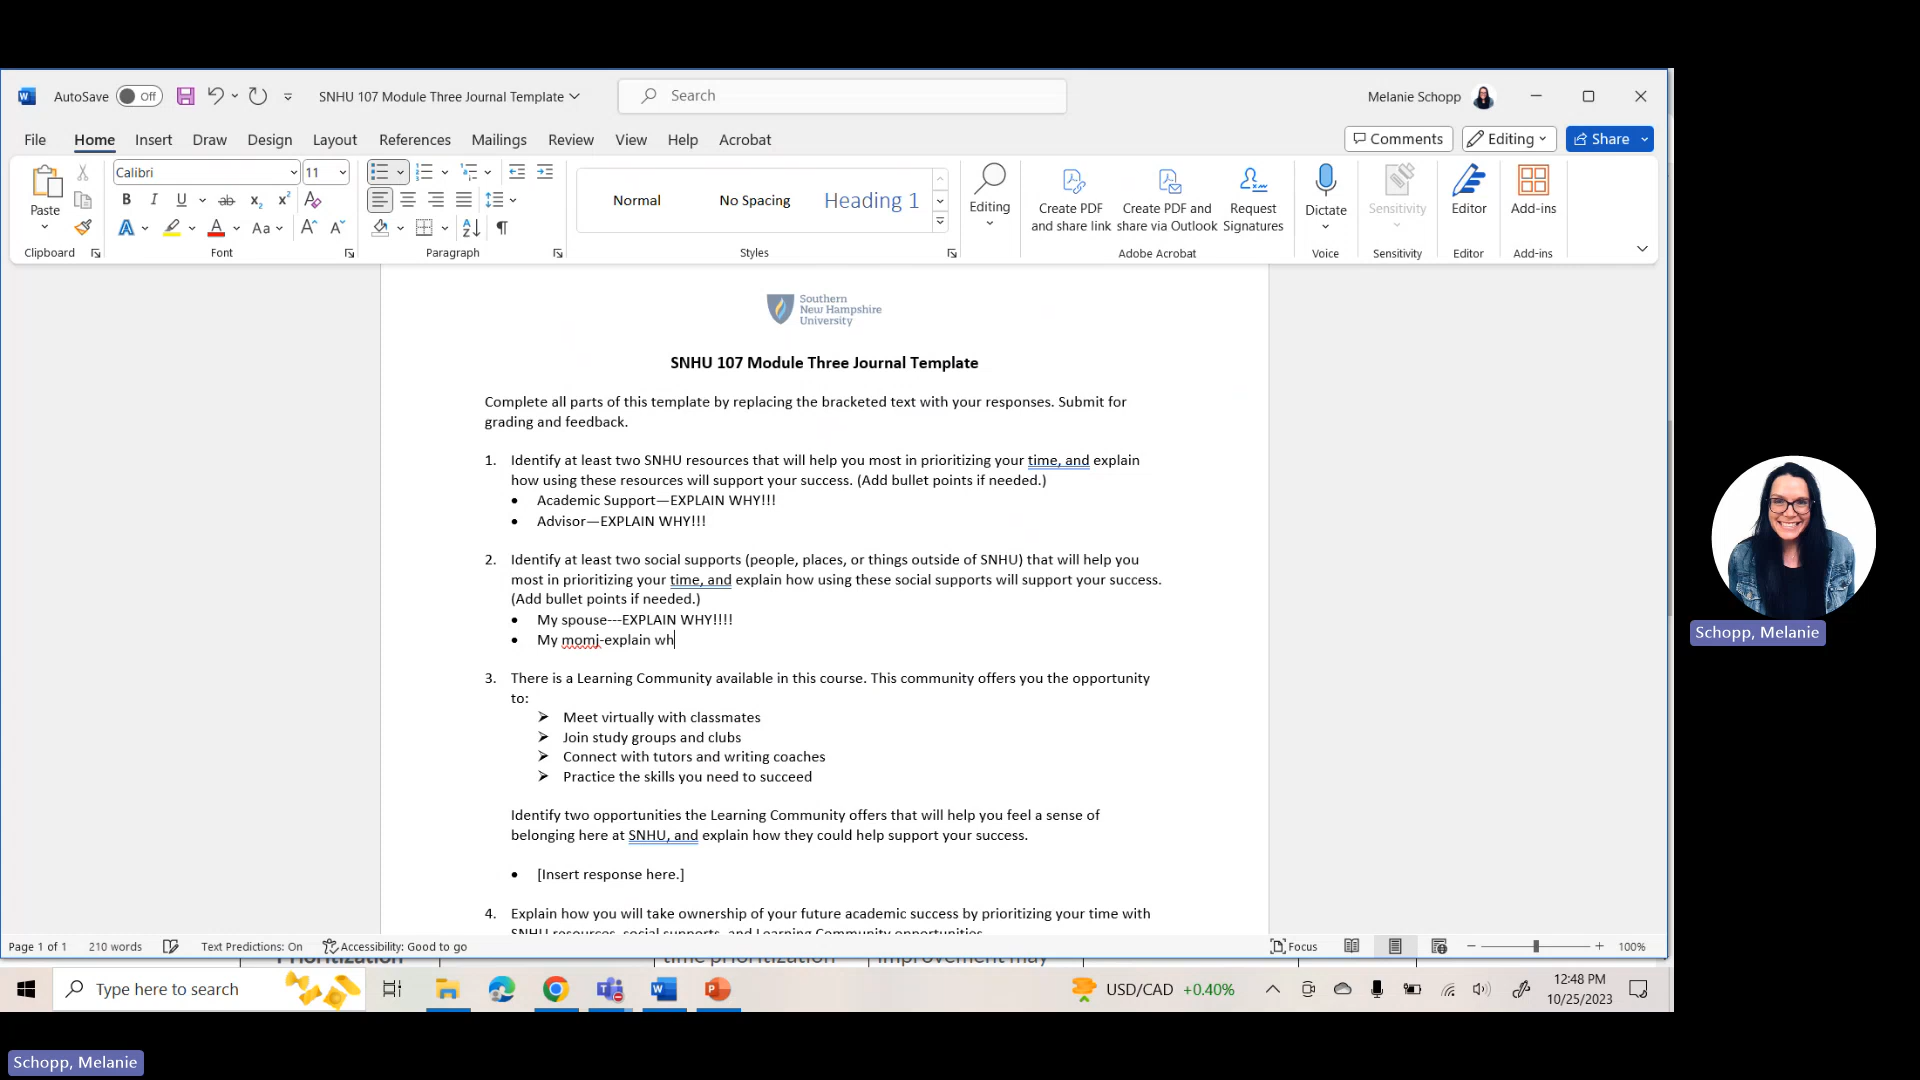 AutoSave Off SNHU 107 Module Three Journal Template Search Melanie Schopp
File Home Insert Draw Design Layout References Mailings Review View Help Acrobat Comments Editing Share
Calibri 11
Paste
Normal No Spacing Heading 1
Editing
Create PDF and share link
Create PDF and share via Outlook
Request Signatures
Dictate
Sensitivity
Editor
Add-ins
Clipboard Font Paragraph Styles Adobe Acrobat Voice Sensitivity Editor Add-ins
Southern
New Hampshire
University
SNHU 107 Module Three Journal Template
Complete all parts of this template by replacing the bracketed text with your responses. Submit for
grading and feedback.
1. Identify at least two SNHU resources that will help you most in prioritizing your time, and explain
how using these resources will support your success. (Add bullet points if needed.)
• Academic Support—EXPLAIN WHY!!!
• Advisor—EXPLAIN WHY!!!
2. Identify at least two social supports (people, places, or things outside of SNHU) that will help you
most in prioritizing your time, and explain how using these social supports will support your success.
(Add bullet points if needed.)
• My spouse---EXPLAIN WHY!!!!
• My momj-explain wh
3. There is a Learning Community available in this course. This community offers you the opportunity
to:
➢ Meet virtually with classmates
➢ Join study groups and clubs
➢ Connect with tutors and writing coaches
➢ Practice the skills you need to succeed
Identify two opportunities the Learning Community offers that will help you feel a sense of
belonging here at SNHU, and explain how they could help support your success.
• [Insert response here.]
4. Explain how you will take ownership of your future academic success by prioritizing your time with
SNHU resources, social supports, and Learning Community opportunities.
Page 1 of 1 210 words Text Predictions: On Accessibility: Good to go Focus 100%
Prioritization time prioritization improvement may
Type here to search USD/CAD +0.40% 12:48 PM
10/25/2023
Schopp, Melanie
Schopp, Melanie